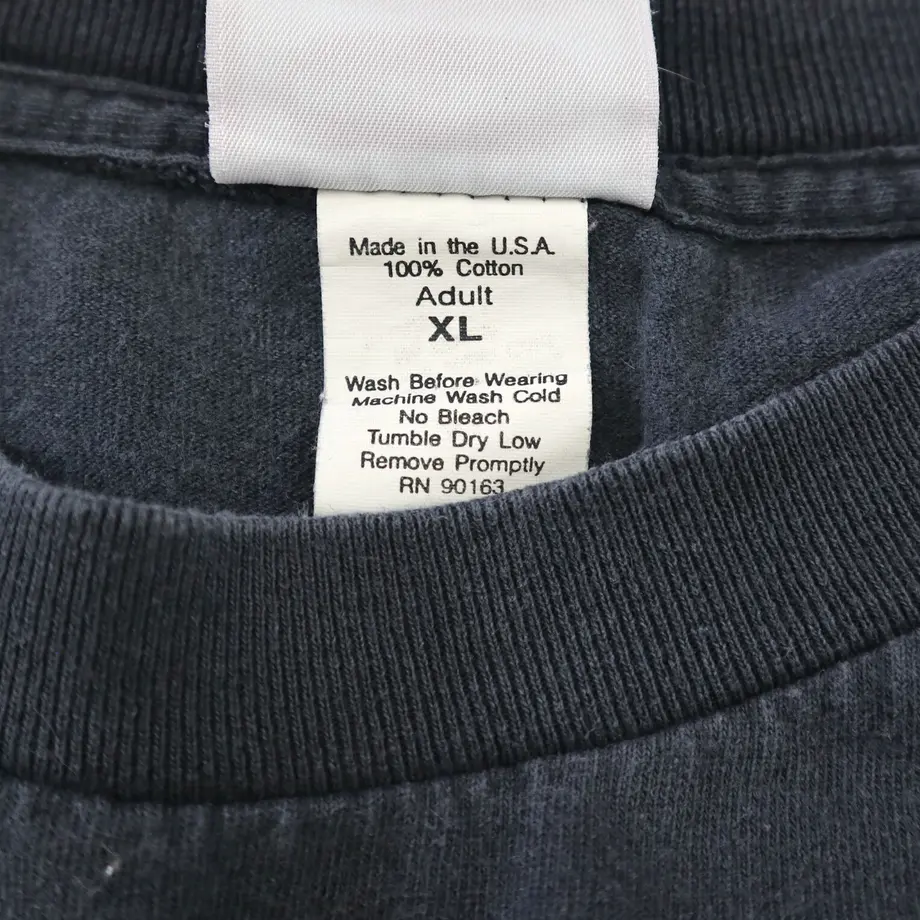 Made in the U.S.A.
100% Cotton
Adult
XL
Wash Before Wearing
Machine Wash Cold
No Bleach
Tumble Dry Low
Remove Promptly
RN 90163